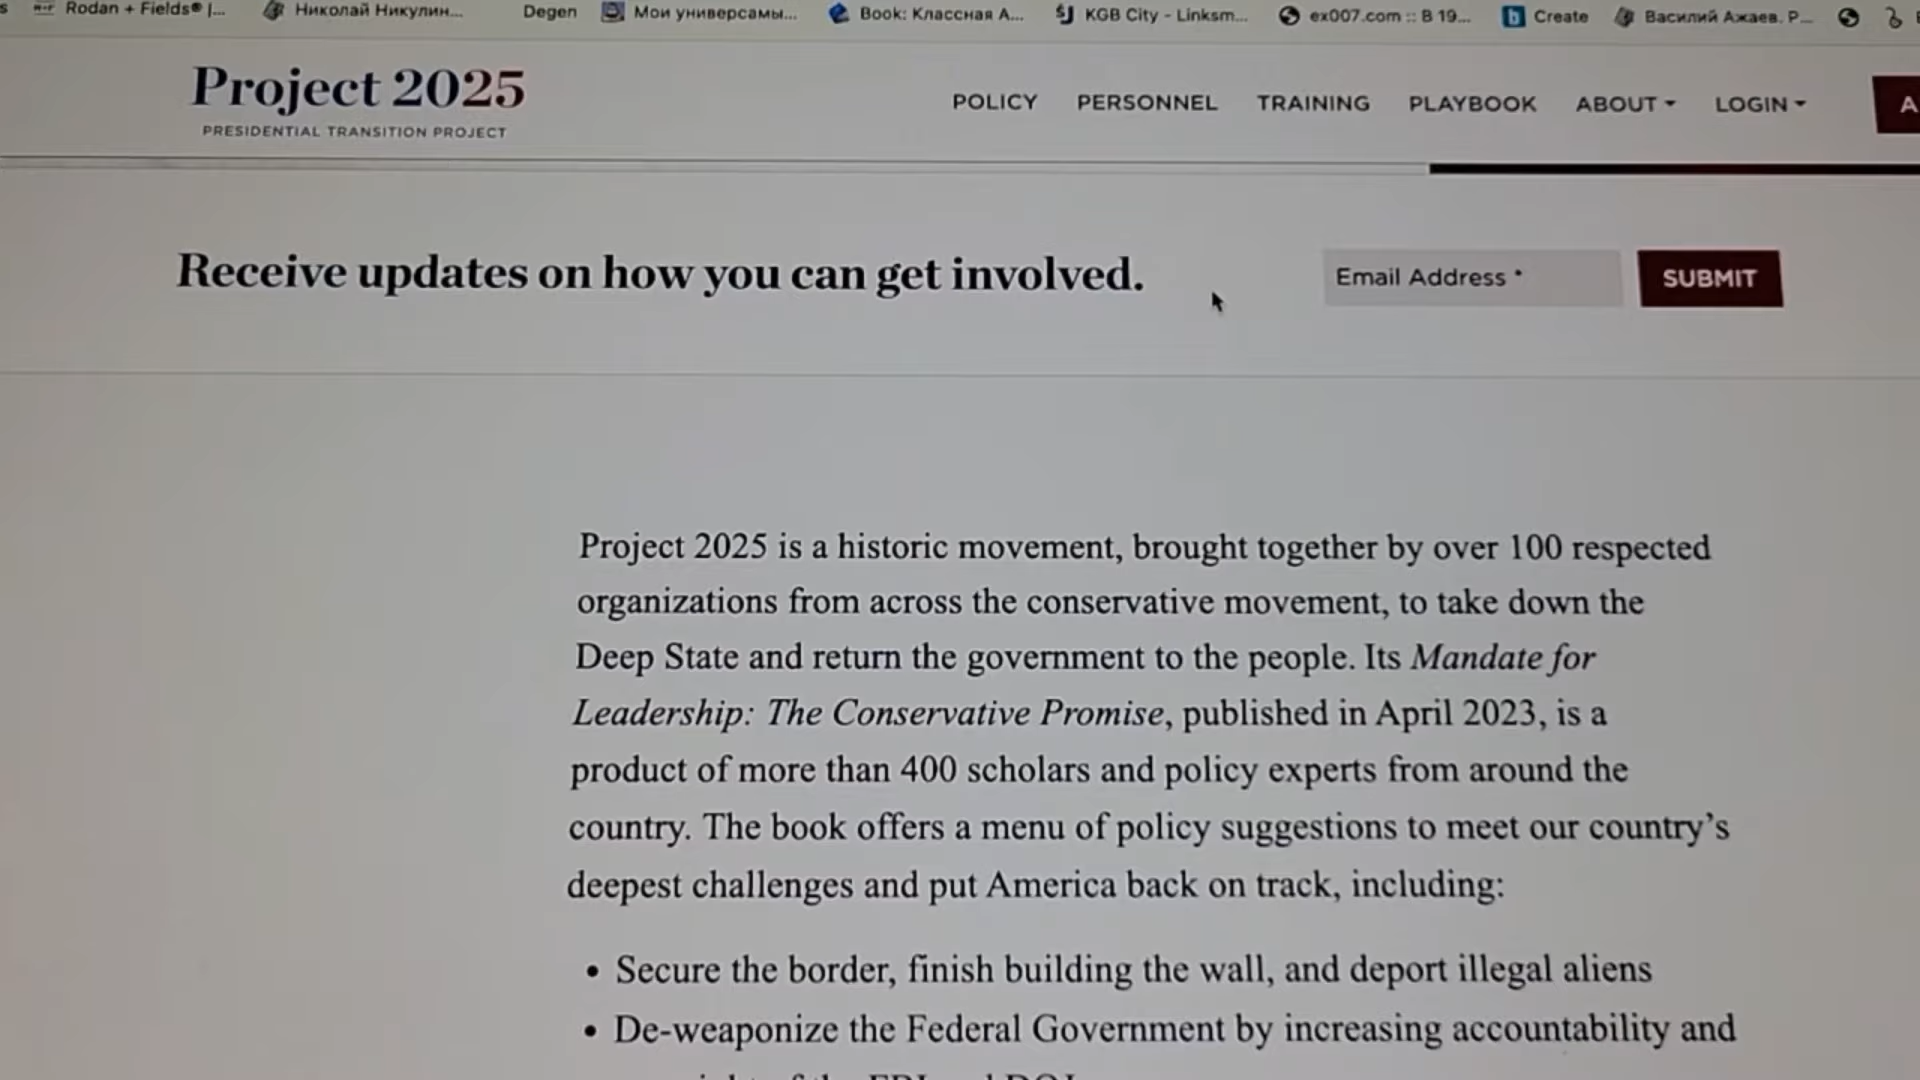 s Rodan + Fields® |... Николай Никулин... Degen Мои универсамы... Book: Классная А... KGB City - Linksm... ex007.com :: В 19... Create Василий Ажаев. Р...
Project 2025
PRESIDENTIAL TRANSITION PROJECT
POLICY PERSONNEL TRAINING PLAYBOOK ABOUT LOGIN A
Receive updates on how you can get involved.
Email Address * SUBMIT
Project 2025 is a historic movement, brought together by over 100 respected
organizations from across the conservative movement, to take down the
Deep State and return the government to the people. Its Mandate for
Leadership: The Conservative Promise, published in April 2023, is a
product of more than 400 scholars and policy experts from around the
country. The book offers a menu of policy suggestions to meet our country’s
deepest challenges and put America back on track, including:
• Secure the border, finish building the wall, and deport illegal aliens
• De-weaponize the Federal Government by increasing accountability and